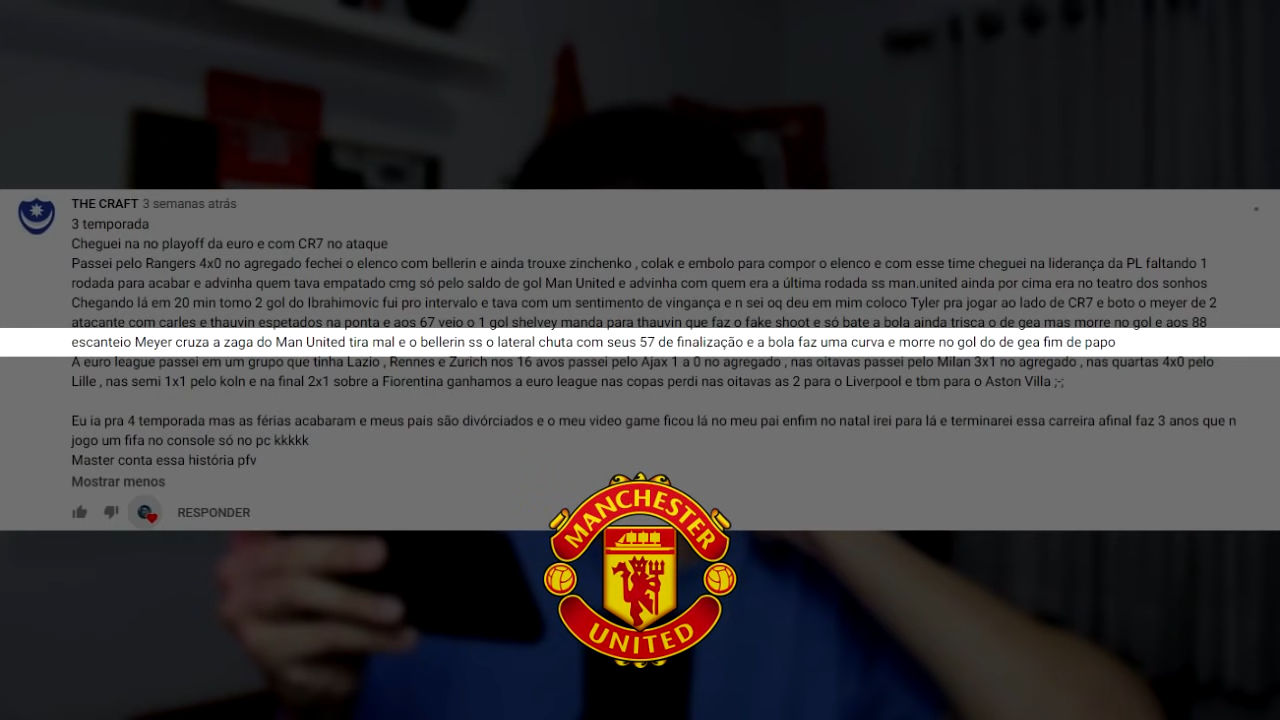 THE CRAFT 3 semanas atrás
3 temporada
Cheguei na no playoff da euro e com CR7 no ataque
Passei pelo Rangers 4x0 no agregado fechei o elenco com bellerin e ainda trouxe zinchenko , colak e embolo para compor o elenco e com esse time cheguei na liderança da PL faltando 1
rodada para acabar e advinha quem tava empatado cmg só pelo saldo de gol Man United e advinha com quem era a última rodada ss man.united ainda por cima era no teatro dos sonhos
Chegando lá em 20 min tomo 2 gol do Ibrahimovic fui pro intervalo e tava com um sentimento de vingança e n sei oq deu em mim coloco Tyler pra jogar ao lado de CR7 e boto o meyer de 2
atacante com carles e thauvin espetados na ponta e aos 67 veio o 1 gol shelvey manda para thauvin que faz o fake shoot e só bate a bola ainda trisca o de gea mas morre no gol e aos 88
escanteio Meyer cruza a zaga do Man United tira mal e o bellerin ss o lateral chuta com seus 57 de finalização e a bola faz uma curva e morre no gol do de gea fim de papo
A euro league passei em um grupo que tinha Lazio , Rennes e Zurich nos 16 avos passei pelo Ajax 1 a 0 no agregado , nas oitavas passei pelo Milan 3x1 no agregado , nas quartas 4x0 pelo
Lille , nas semi 1x1 pelo koln e na final 2x1 sobre a Fiorentina ganhamos a euro league nas copas perdi nas oitavas as 2 para o Liverpool e tbm para o Aston Villa ;-;
Eu ia pra 4 temporada mas as férias acabaram e meus pais são divórciados e o meu video game ficou lá no meu pai enfim no natal irei para lá e terminarei essa carreira afinal faz 3 anos que n
jogo um fifa no console só no pc kkkkk
Master conta essa história pfv
Mostrar menos
RESPONDER
MANCHESTER
UNITED